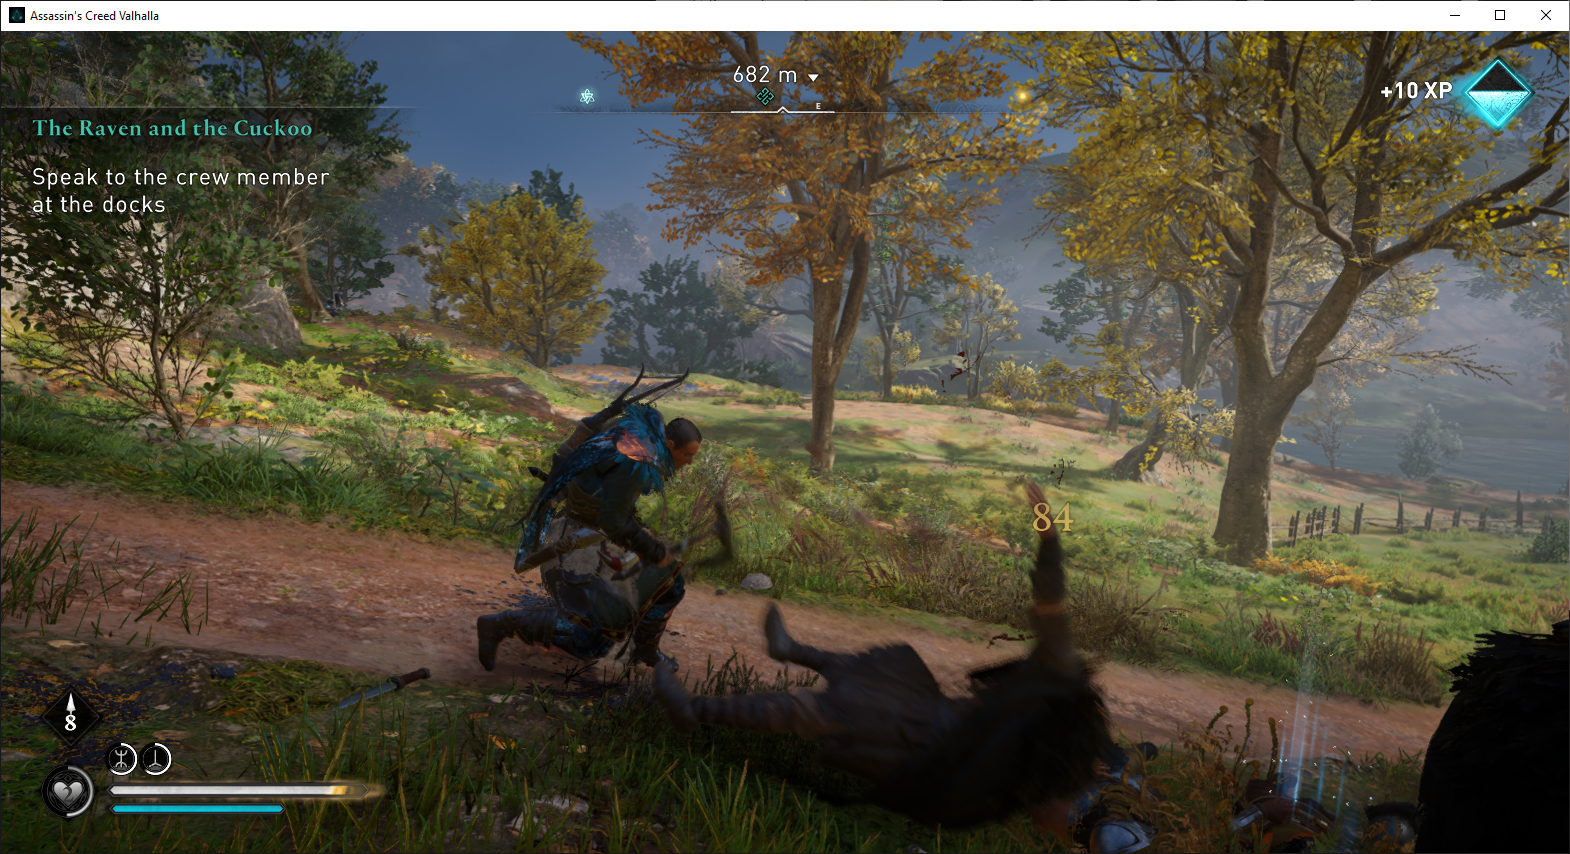 Assassin's Creed Valhalla
682 m
E
+10 XP
The Raven and the Cuckoo
Speak to the crew member
at the docks
84
8